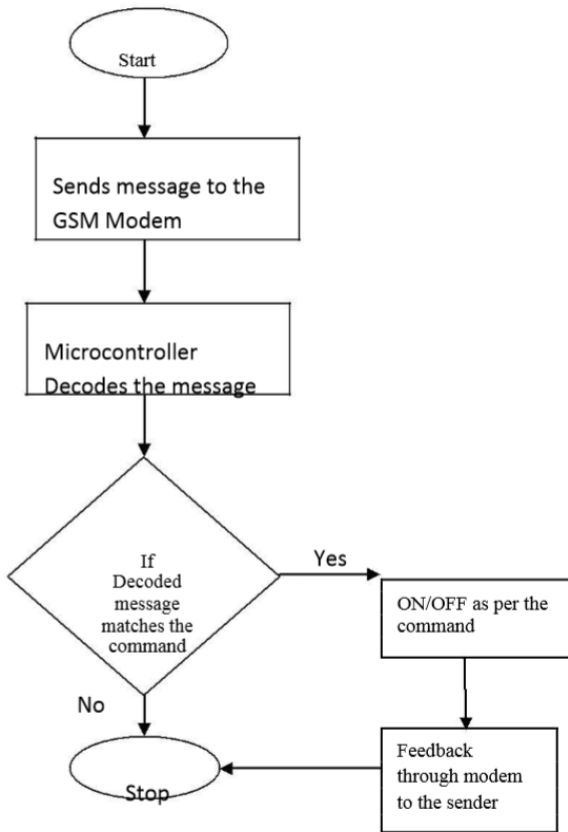 Start
Sends message to the
GSM Modem
Microcontroller
Decodes the message
If
Decoded
message
matches the
command
Yes
ON/OFF as per the
command
No
Feedback
through modem
to the sender
Stop